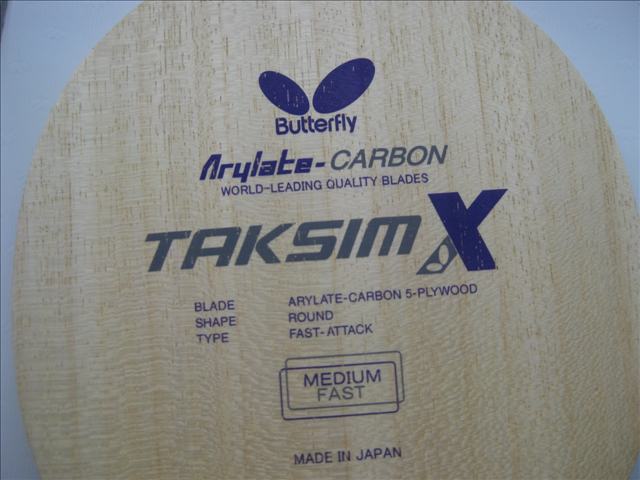 Butterfly
Arylate-CARBON
WORLD-LEADING QUALITY BLADES
TAKSIM X
BLADE ARYLATE-CARBON 5-PLYWOOD
SHAPE ROUND
TYPE FAST-ATTACK
MEDIUM
FAST
MADE IN JAPAN